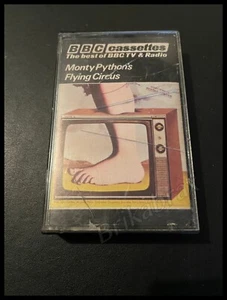 BBC cassettes
The best of BBC TV & Radio
Monty Python's
Flying Circus